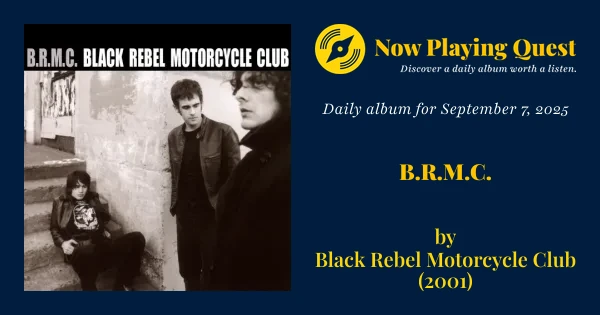 B.R.M.C. BLACK REBEL MOTORCYCLE CLUB
Now Playing Quest
Discover a daily album worth a listen.
Daily album for September 7, 2025
B.R.M.C.
by
Black Rebel Motorcycle Club
(2001)